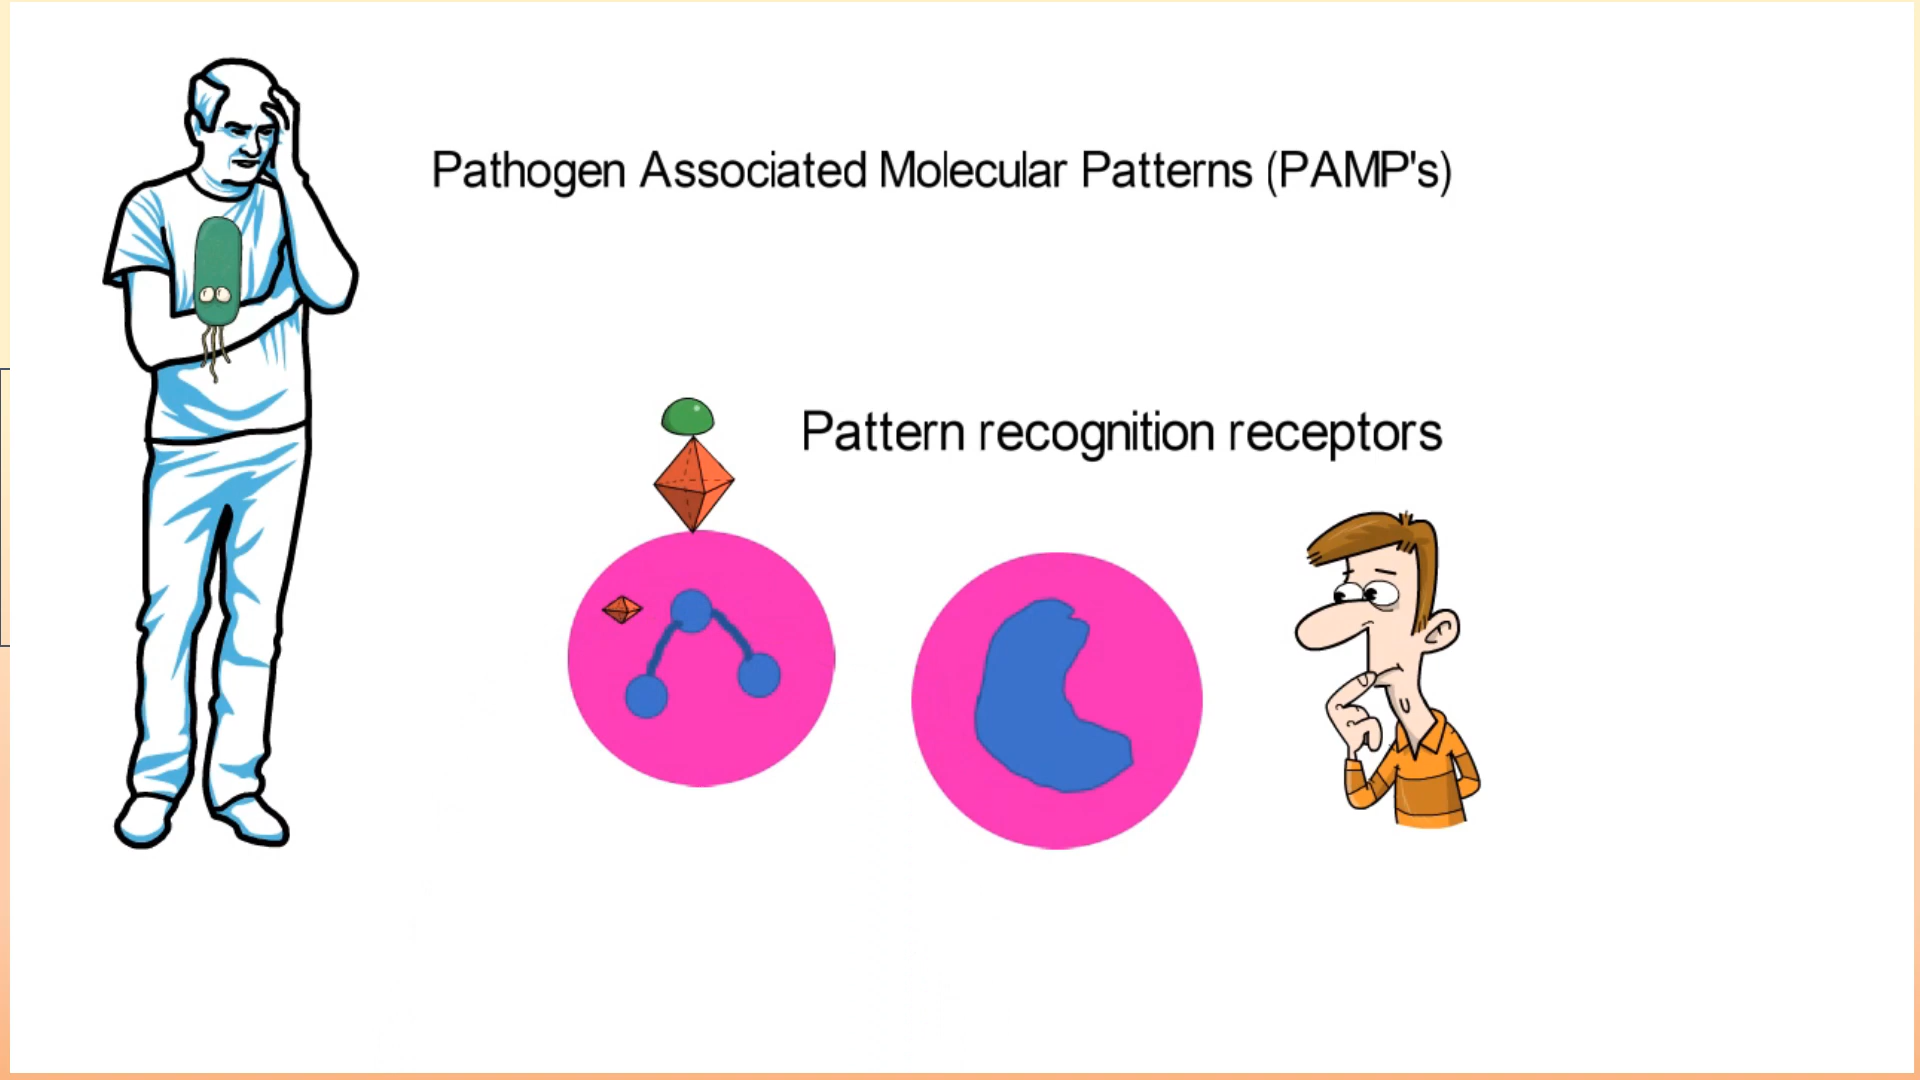 Pathogen Associated Molecular Patterns (PAMP's)
Pattern recognition receptors